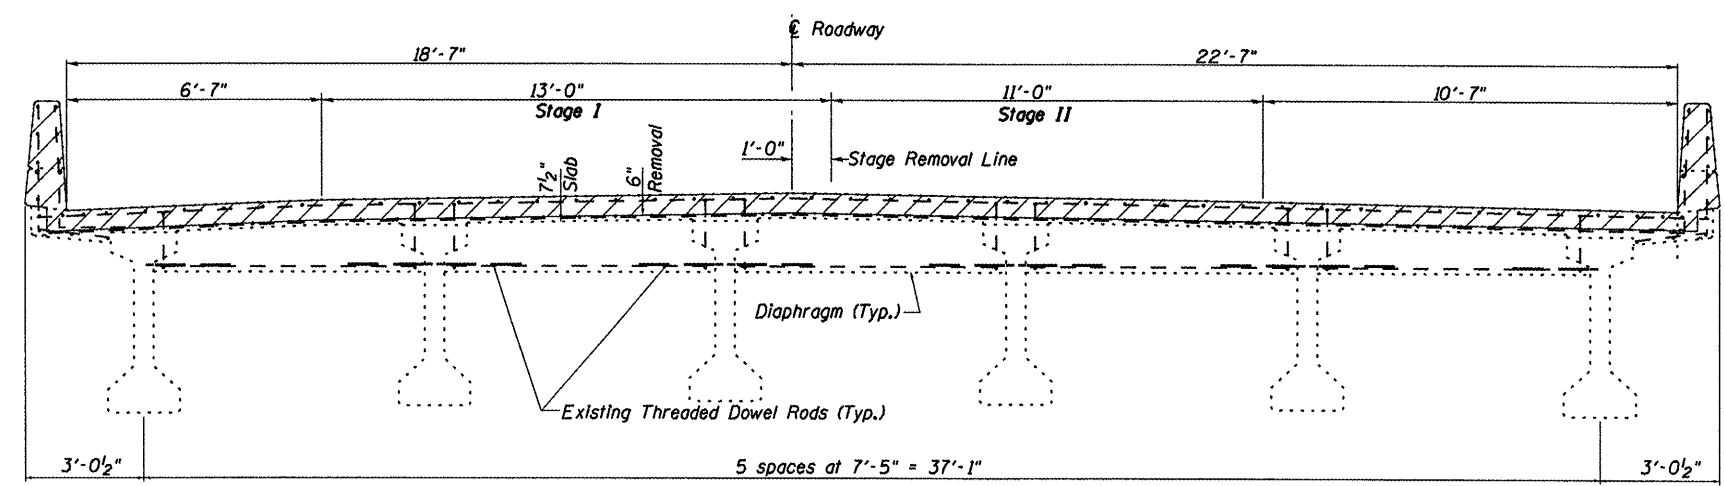 ℄ Roadway
18'-7"
22'-7"
6'-7"
13'-0"
11'-0"
10'-7"
Stage I
Stage II
1'-0"
Stage Removal Line
7½"
Slab
6"
Removal
Diaphragm (Typ.)
Existing Threaded Dowel Rods (Typ.)
3'-0½"
5 spaces at 7'-5" = 37'-1"
3'-0½"